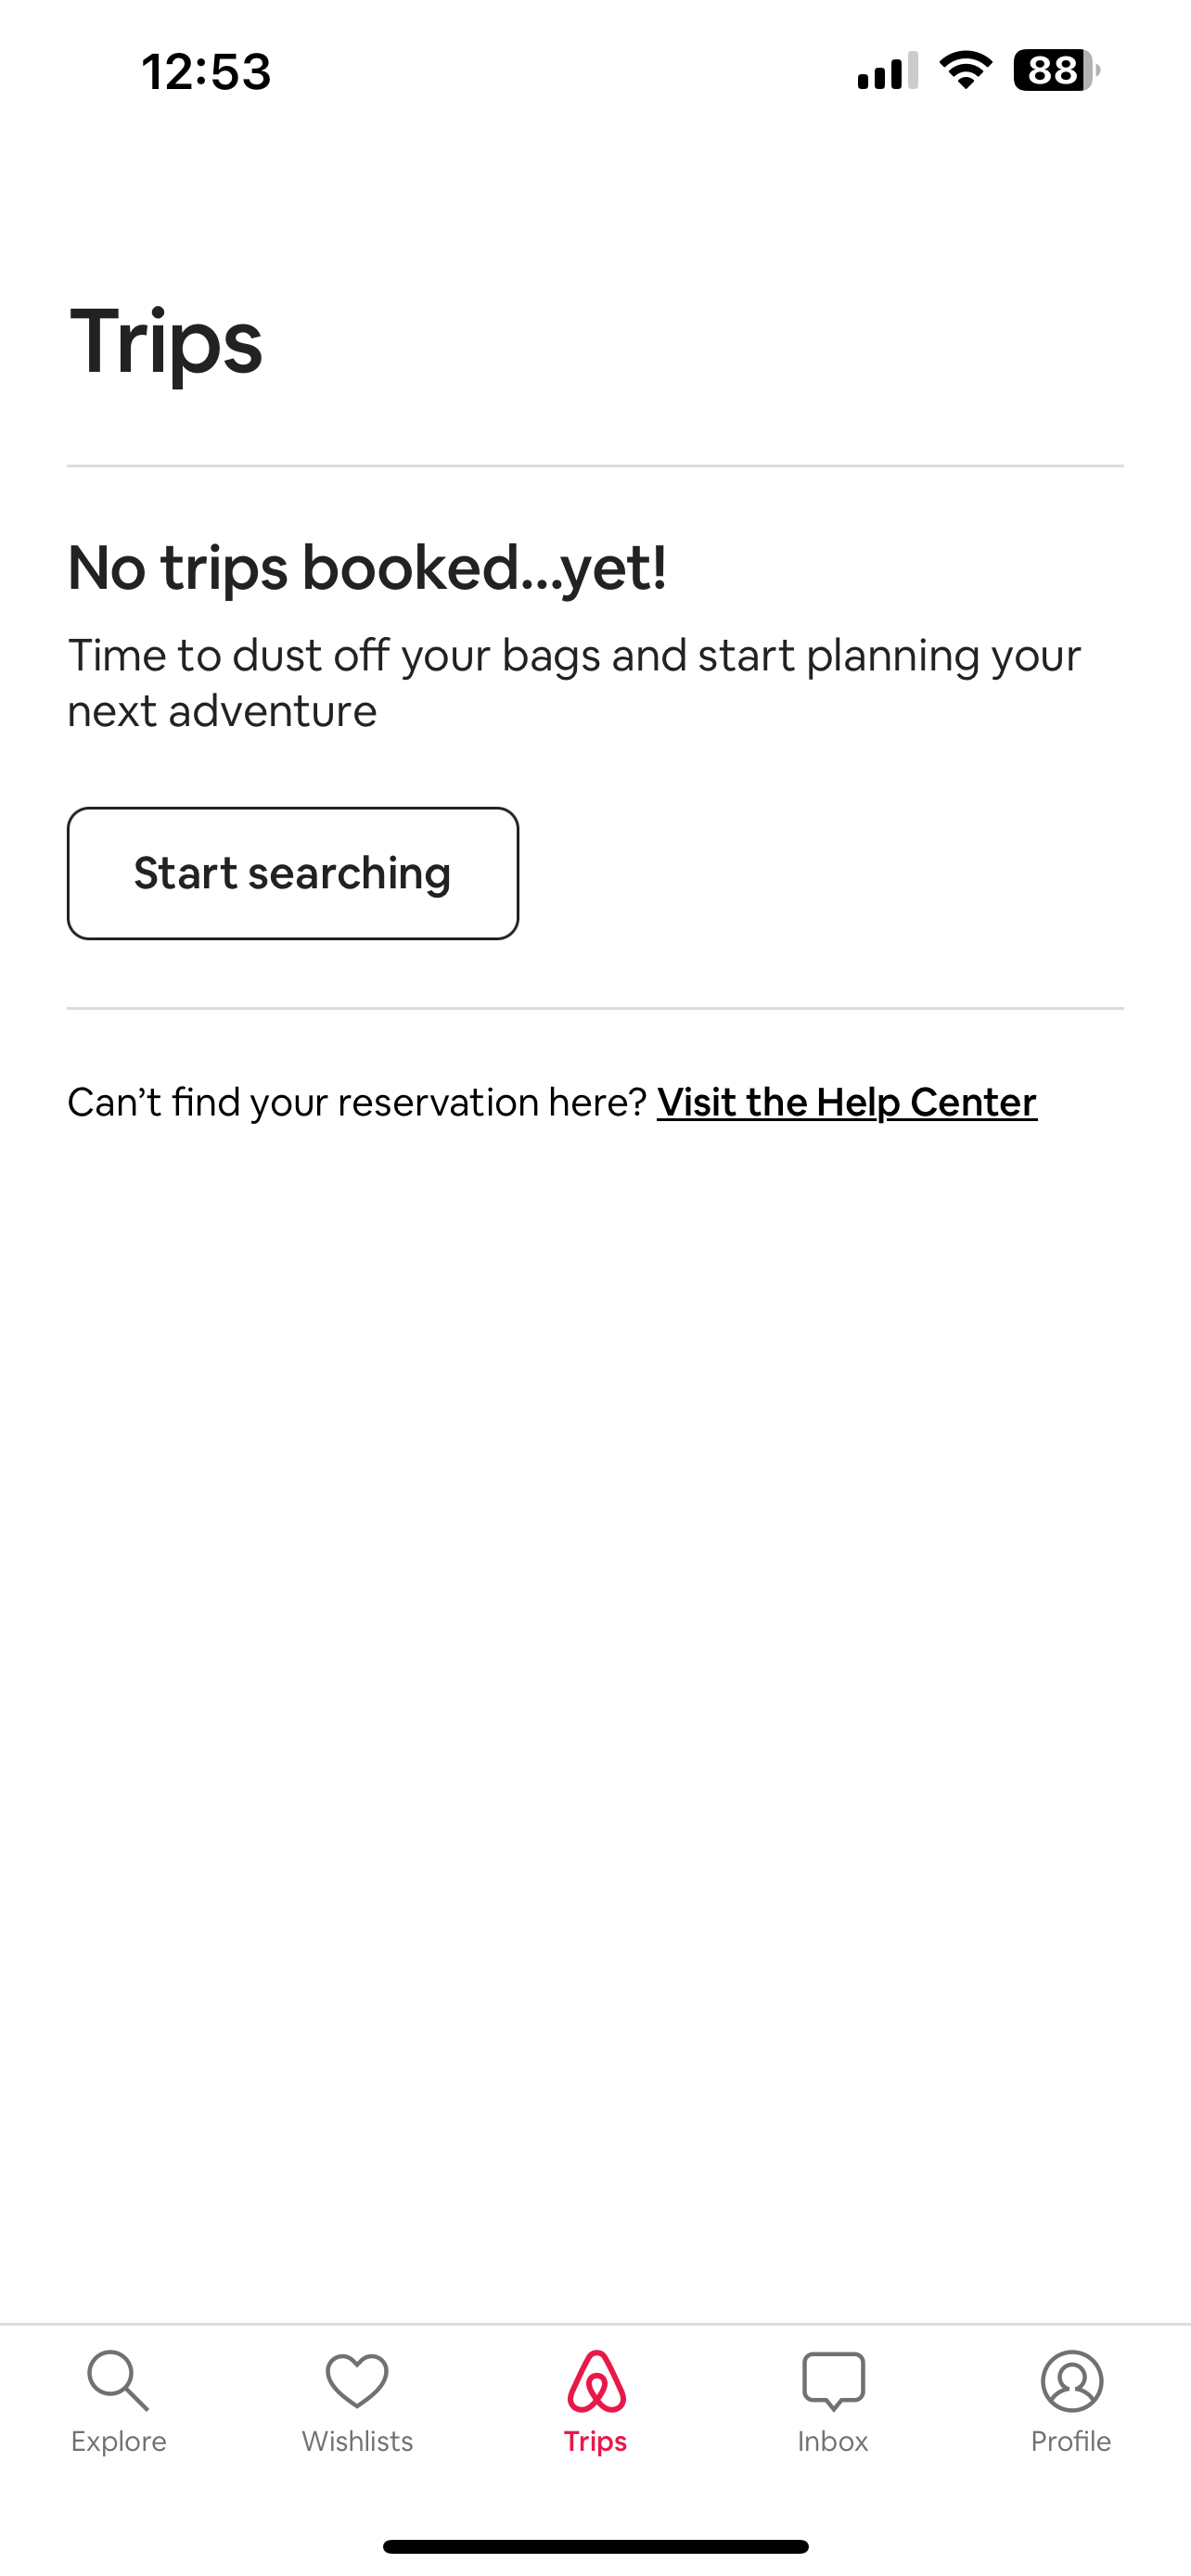 12:53
88
Trips
No trips booked...yet!
Time to dust off your bags and start planning your
next adventure
Start searching
Can’t find your reservation here? Visit the Help Center
Explore
Wishlists
Trips
Inbox
Profile